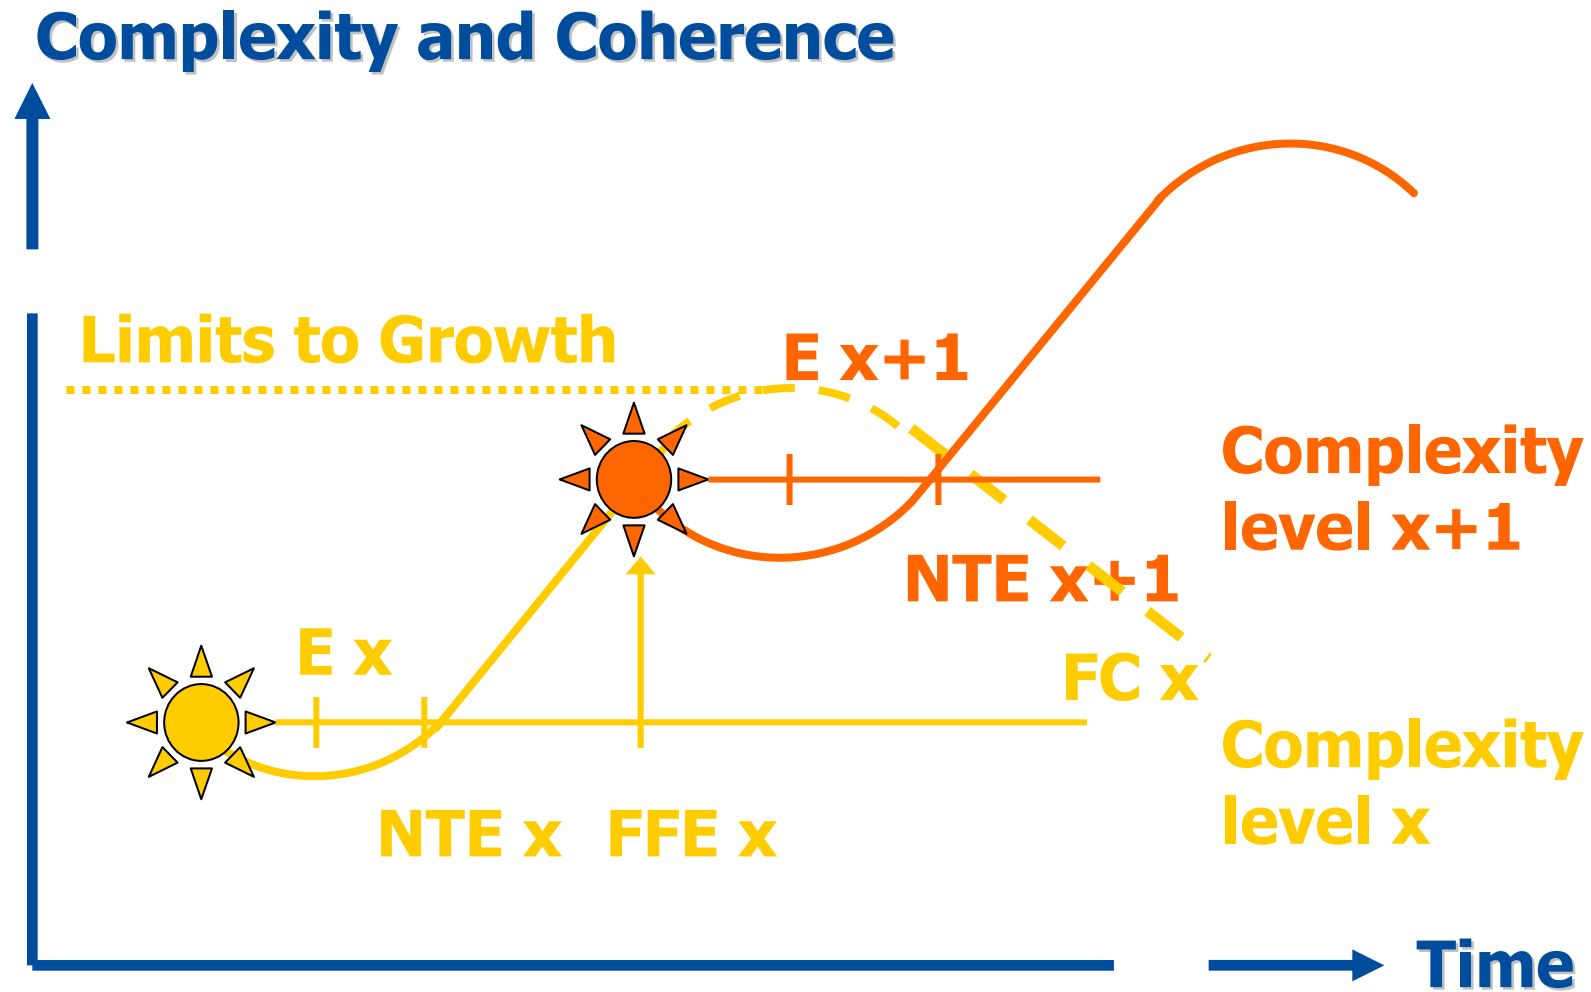 Complexity and Coherence
Limits to Growth
E x+1
Complexity
level x+1
NTE x+1
E x
FC x
Complexity
level x
NTE x
FFE x
Time